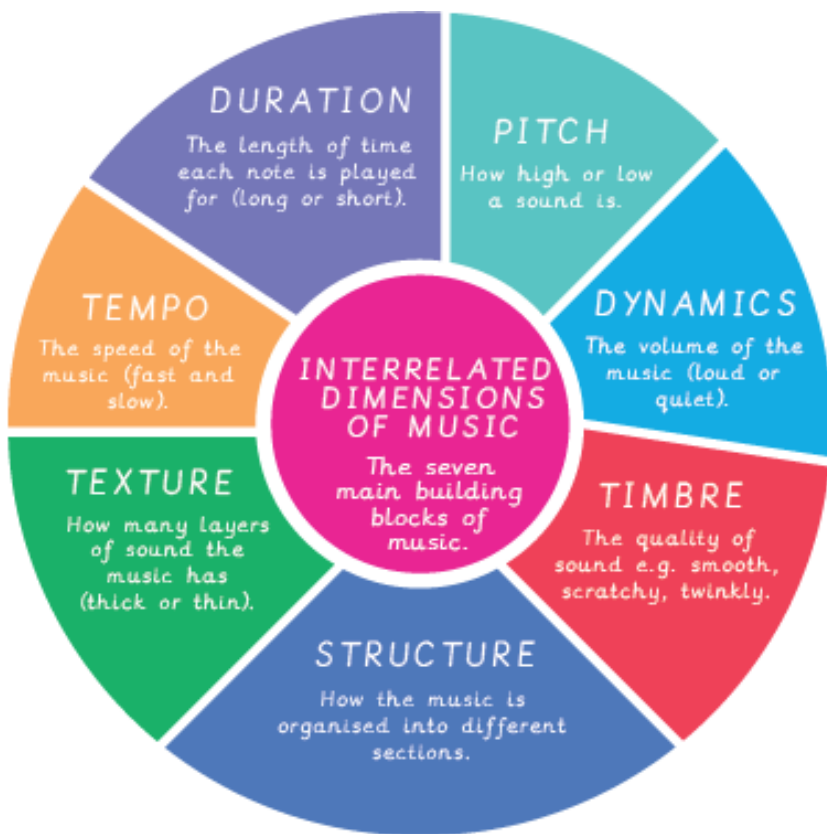 DURATION
The length of time
each note is played
for (long or short).
PITCH
How high or low
a sound is.
DYNAMICS
The volume of the
music (loud or
quiet).
TIMBRE
The quality of
sound e.g. smooth,
scratchy, twinkly.
STRUCTURE
How the music is
organised into different
sections.
TEXTURE
How many layers
of sound the
music has
(thick or thin).
TEMPO
The speed of the
music (fast and
slow).
INTERRELATED
DIMENSIONS
OF MUSIC
The seven
main building
blocks of
music.